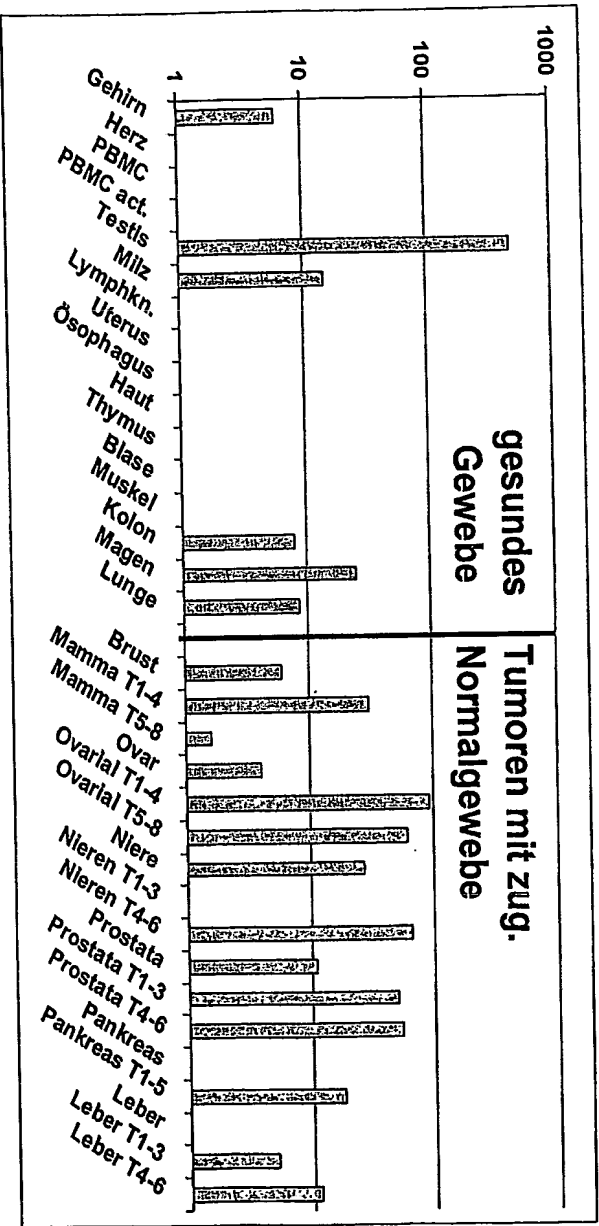 1000
100
10
1
gesundes
Gewebe
Tumoren mit zug.
Normalgewebe
Gehirn
Herz
PBMC
PBMC act.
Testis
Milz
Lymphkn.
Uterus
Ösophagus
Haut
Thymus
Blase
Muskel
Kolon
Magen
Lunge
Brust
Mamma T1-4
Mamma T5-8
Ovar
Ovarial T1-4
Ovarial T5-8
Niere
Nieren T1-3
Nieren T4-6
Prostata
Prostata T1-3
Prostata T4-6
Pankreas
Pankreas T1-5
Leber
Leber T1-3
Leber T4-6